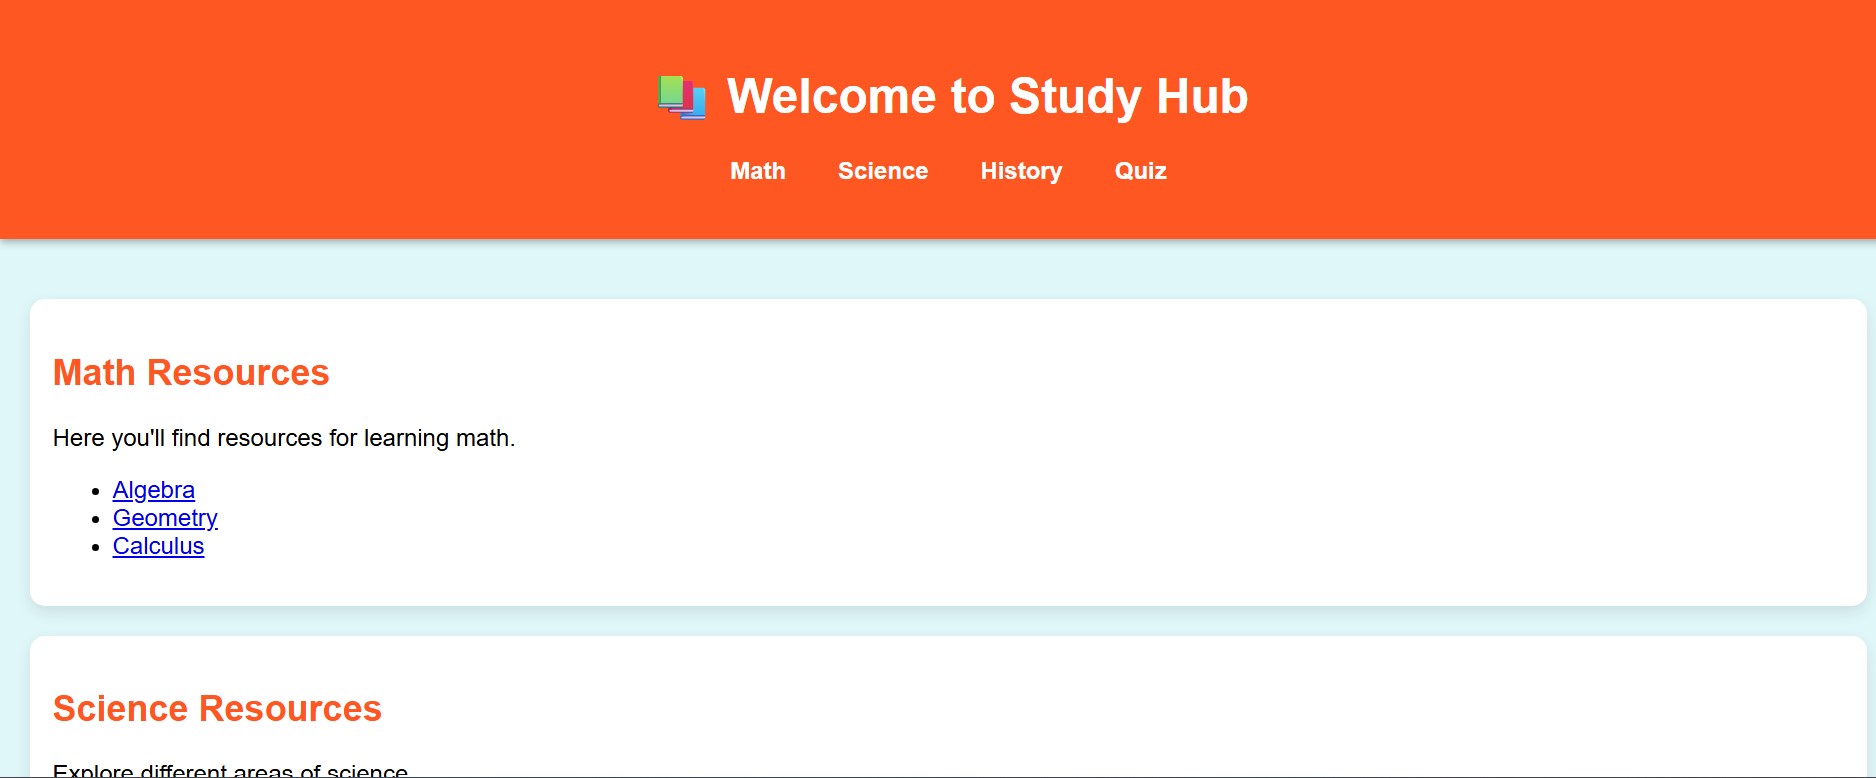 📚 Welcome to Study Hub
Math Science History Quiz
Math Resources
Here you'll find resources for learning math.
• Algebra
• Geometry
• Calculus
Science Resources
Explore different areas of science